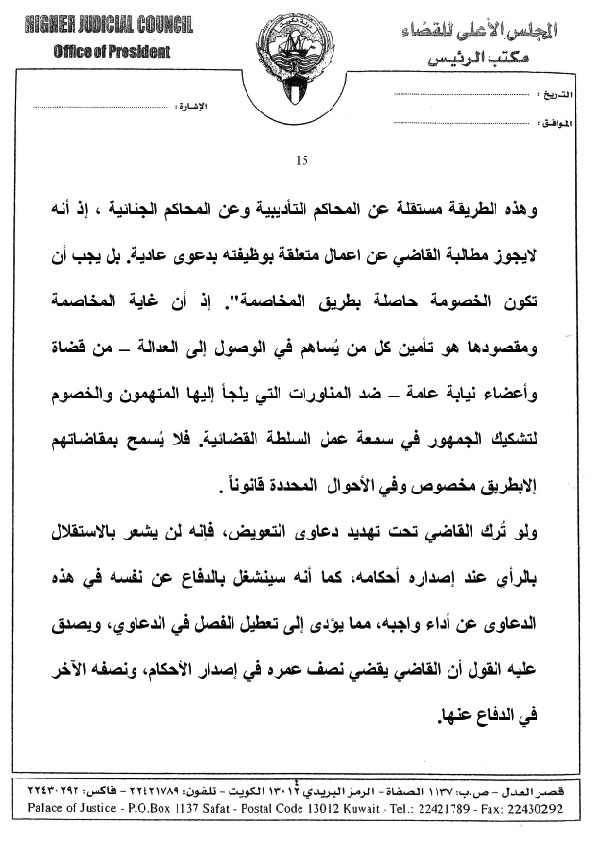 HIGHER JUDICIAL COUNCIL
Office of President
المجلس الأعلى للقضاء
مكتب الرئيس
التاريخ :
الموافق :
الإشارة :
15
وهذه الطريقة مستقلة عن المحاكم التأديبية وعن المحاكم الجنائية ، إذ أنه
لايجوز مطالبة القاضي عن اعمال متعلقة بوظيفته بدعوى عادية. بل يجب أن
تكون الخصومة حاصلة بطريق المخاصمة". إذ أن غاية المخاصمة
ومقصودها هو تأمين كل من يُساهم في الوصول إلى العدالة – من قضاة
وأعضاء نيابة عامة – ضد المناورات التي يلجأ إليها المتهمون والخصوم
لتشكيك الجمهور في سمعة عمل السلطة القضائية. فلا يُسمح بمقاضاتهم
إلابطريق مخصوص وفي الأحوال المحددة قانوناً .
ولو تُرك القاضي تحت تهديد دعاوى التعويض، فإنه لن يشعر بالاستقلال
بالرأي عند إصداره أحكامه، كما أنه سينشغل بالدفاع عن نفسه في هذه
الدعاوى عن أداء واجبه، مما يؤدى إلى تعطيل الفصل في الدعاوي، ويصدق
عليه القول أن القاضي يقضي نصف عمره في إصدار الأحكام، ونصفه الآخر
في الدفاع عنها.
قصر العدل – ص.ب: ١١٣٧ الصفاة – الرمز البريدي ١٣٠١٢ الكويت – تلفون: ٢٢٤٢١٧٨٩ – فاكس: ٢٢٤٣٠٢٩٢
Palace of Justice - P.O.Box 1137 Safat - Postal Code 13012 Kuwait - Tel.: 22421789 - Fax: 22430292